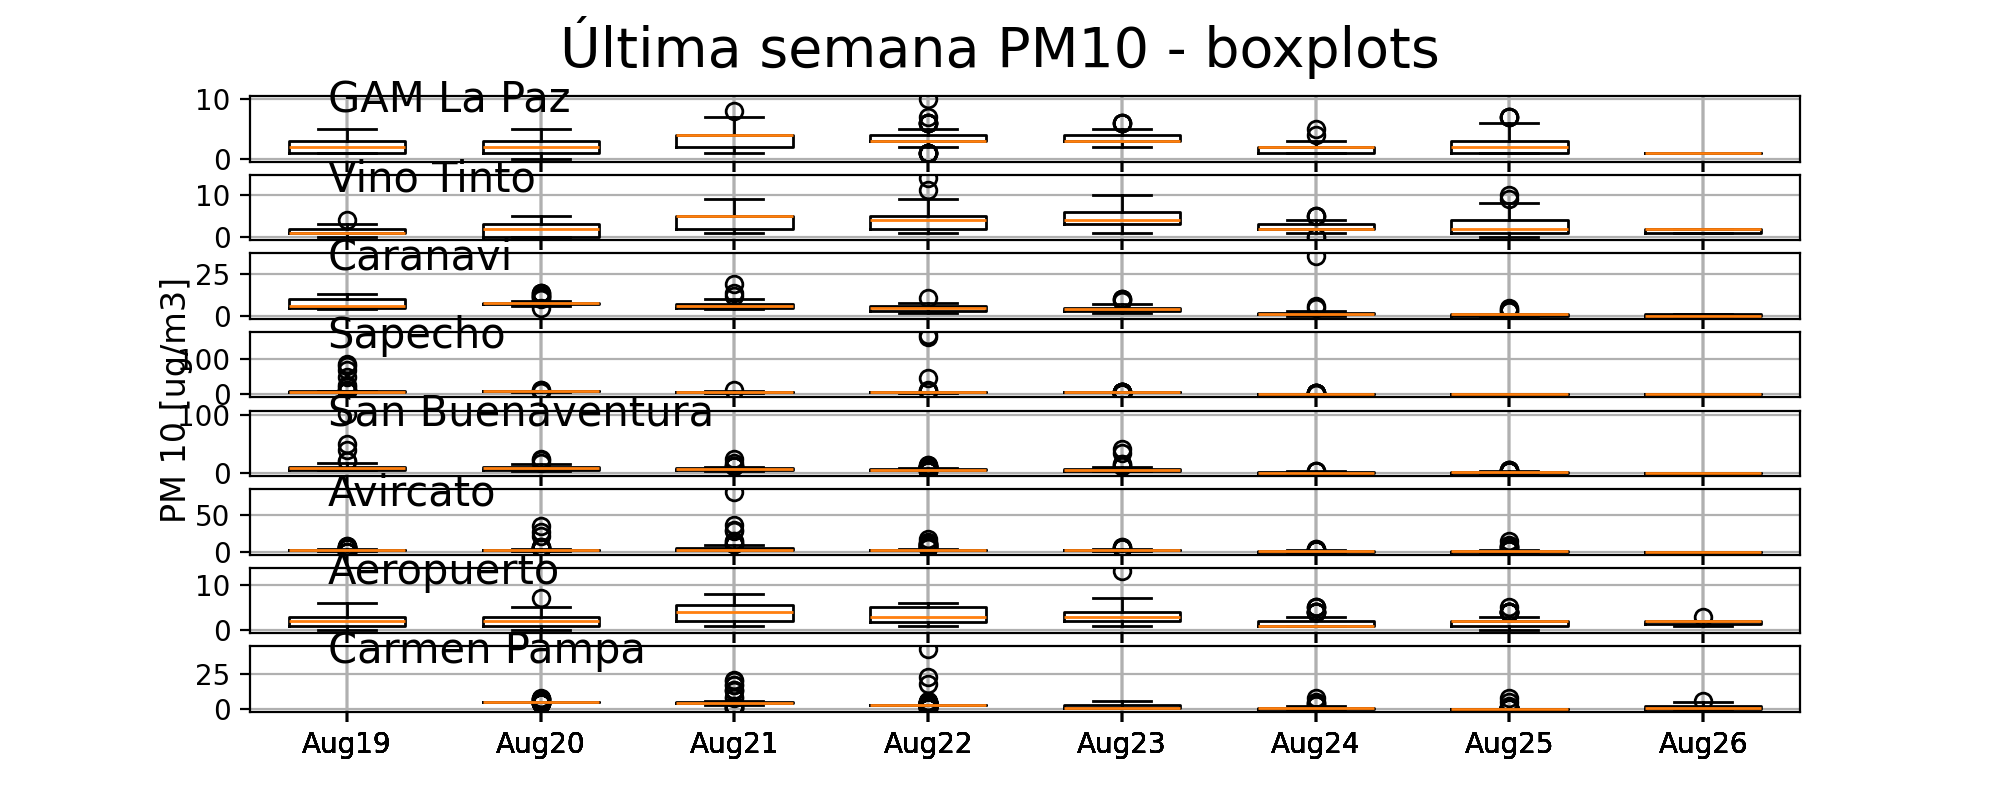 Última semana PM10 - boxplots
GAM La Paz
10
0
Vino Tinto
10
0
Caranavi
25
0
Sapecho
100
0
San Buenaventura
100
0
Avircato
50
0
Aeropuerto
10
0
Carmen Pampa
25
0
PM 10 [ug/m3]
Aug19 Aug20 Aug21 Aug22 Aug23 Aug24 Aug25 Aug26